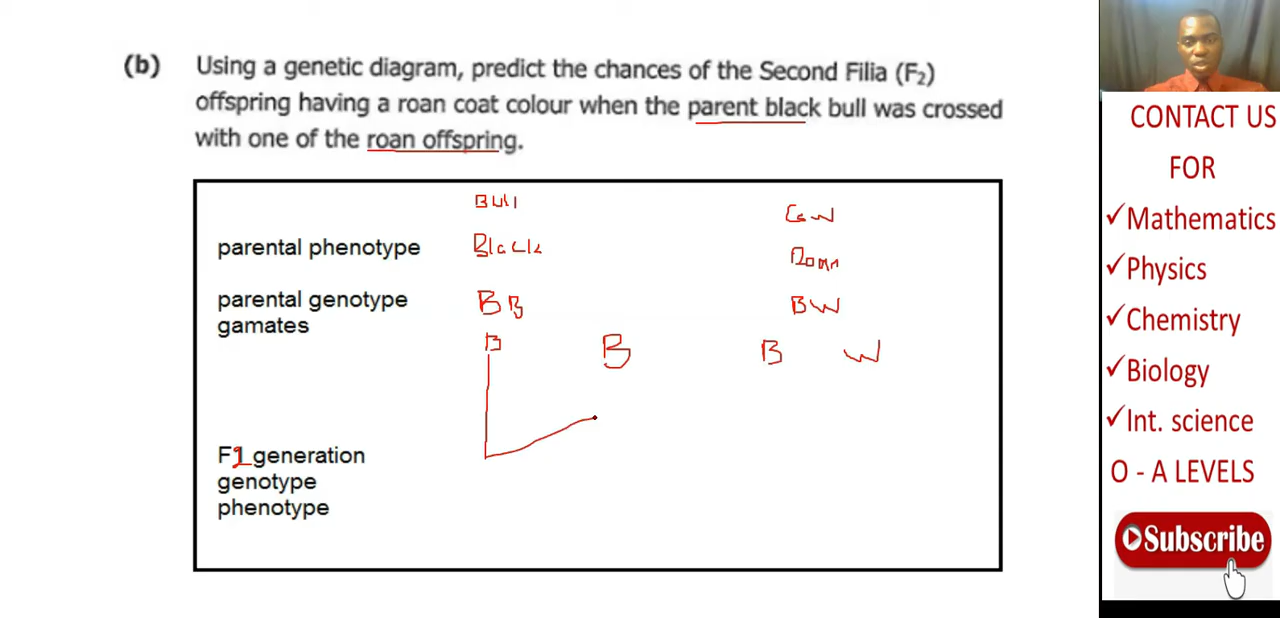 (b) Using a genetic diagram, predict the chances of the Second Filia (F₂)
offspring having a roan coat colour when the parent black bull was crossed
with one of the roan offspring.
Bull Cow
parental phenotype Black Roan
parental genotype BB BW
gamates
B B B W
F1 generation
genotype
phenotype
CONTACT US
FOR
✓Mathematics
✓Physics
✓Chemistry
✓Biology
✓Int. science
O - A LEVELS
Subscribe